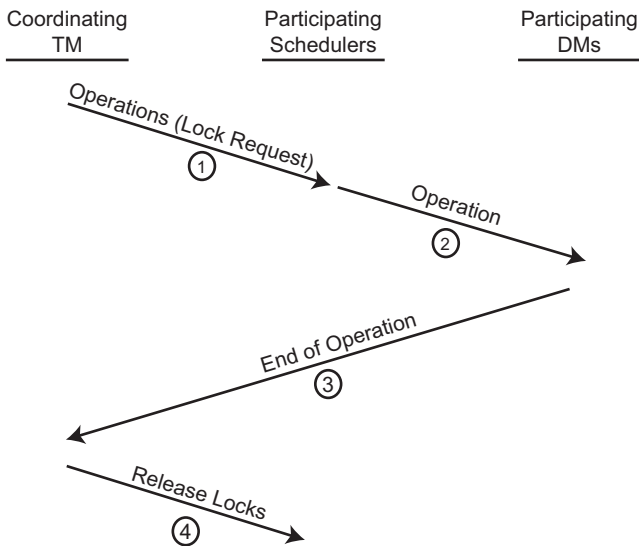 Coordinating
TM
Participating
Schedulers
Participating
DMs
Operations (Lock Request)
1
Operation
2
End of Operation
3
Release Locks
4